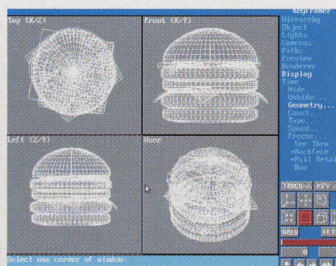 Top (X/Z)
Front (X/Y)
Left (Z/Y)
User
KeyFramer
Hierarchy
Object
Lights
Cameras
Paths
Preview
Renderer
Display
Time
Hide..
Unhide..
Geometry...
Const..
Tape..
Speed..
Freeze..
See Thru
*Backface
*Full Detail
Box
Select one corner of window: